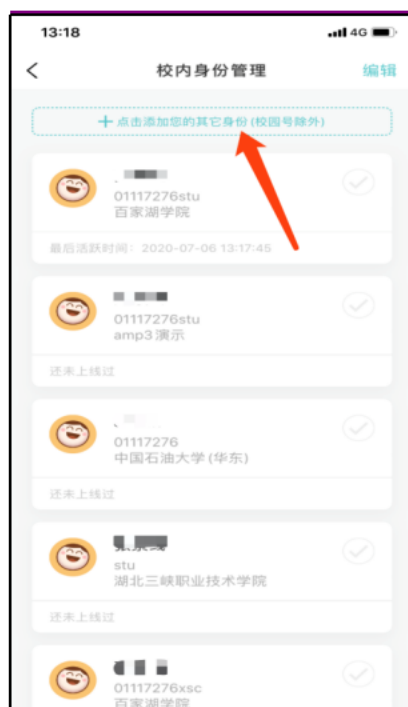 13:18
4G
校内身份管理
编辑
点击添加您的其它身份(校园号除外)
01117276stu
百家湖学院
最后活跃时间：2020-07-06 13:17:45
01117276stu
amp3演示
还未上线过
01117276
中国石油大学(华东)
还未上线过
stu
湖北三峡职业技术学院
还未上线过
01117276xsc
百家湖学院